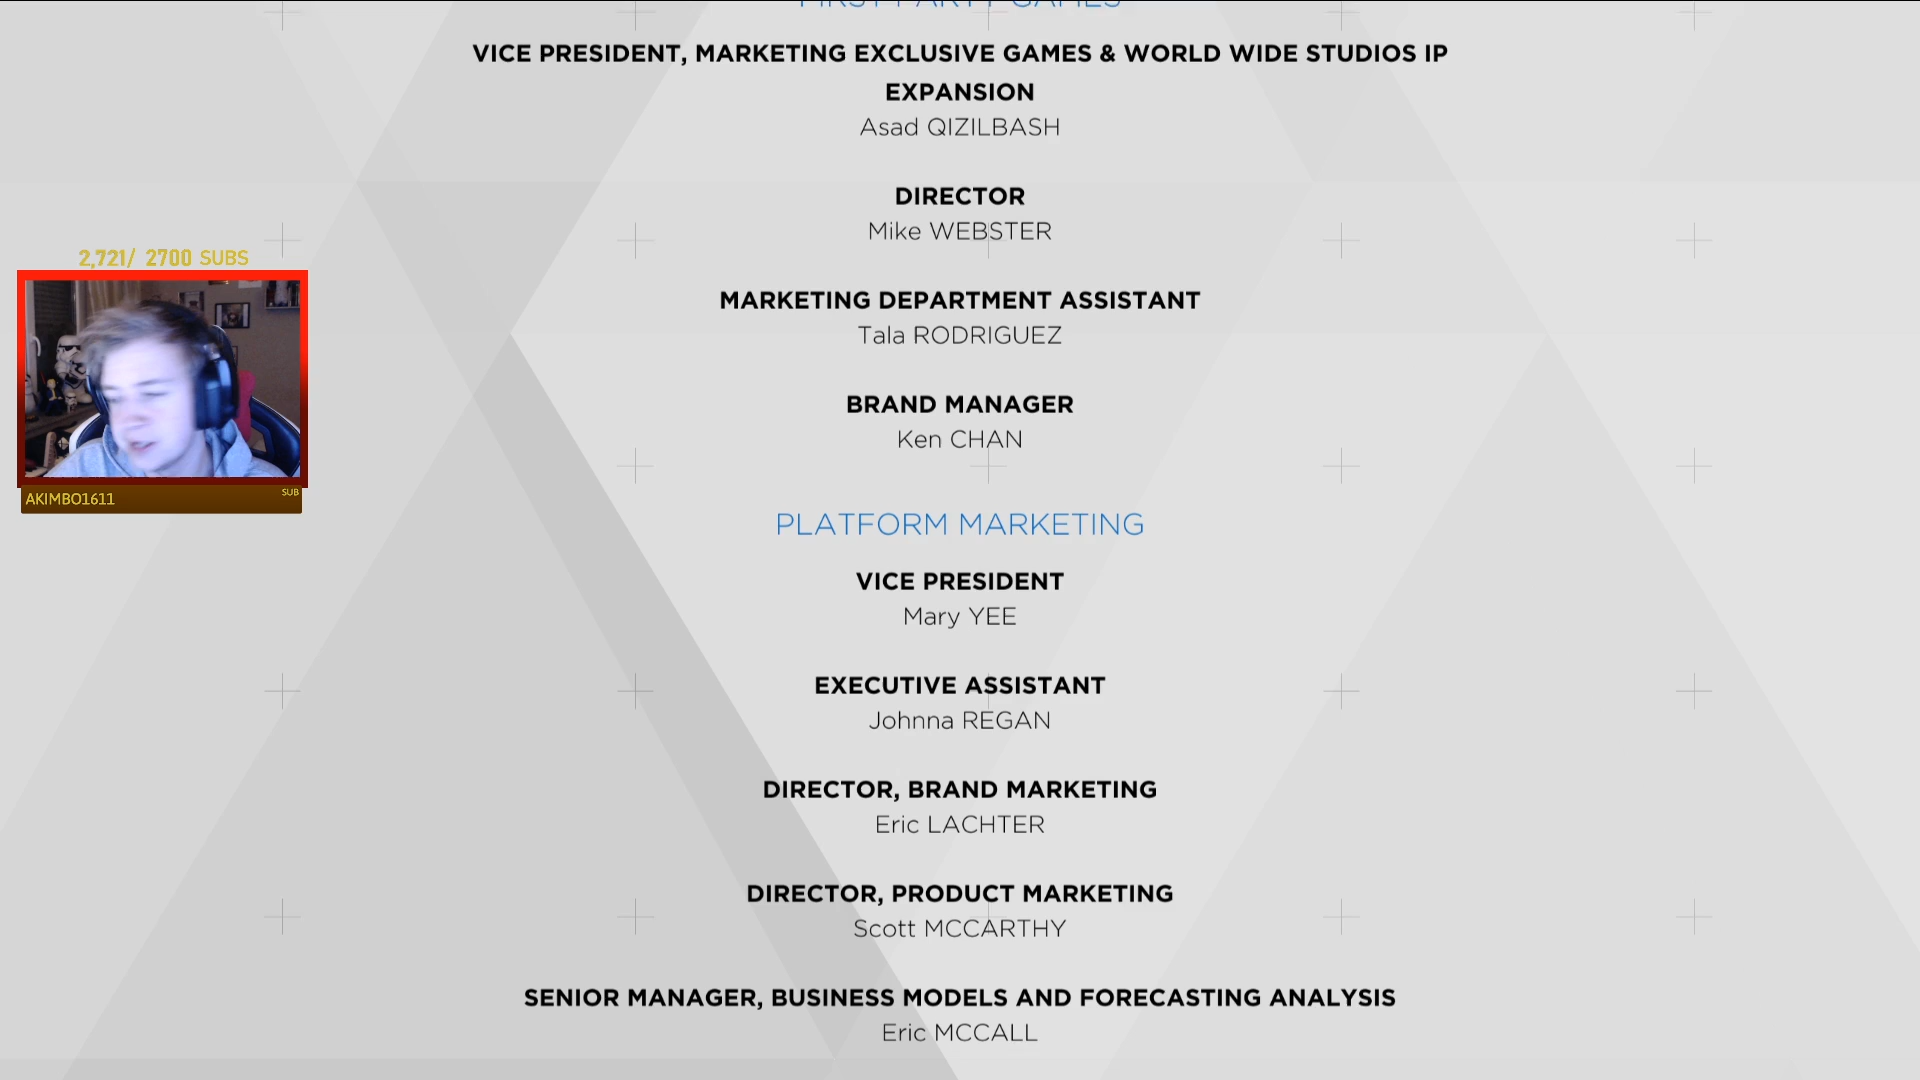 FIRST PARTY GAMES
VICE PRESIDENT, MARKETING EXCLUSIVE GAMES & WORLD WIDE STUDIOS IP
EXPANSION
Asad QIZILBASH
DIRECTOR
Mike WEBSTER
2,721/ 2700 SUBS
MARKETING DEPARTMENT ASSISTANT
Tala RODRIGUEZ
BRAND MANAGER
Ken CHAN
SUB
AKIMBO1611
PLATFORM MARKETING
VICE PRESIDENT
Mary YEE
EXECUTIVE ASSISTANT
Johnna REGAN
DIRECTOR, BRAND MARKETING
Eric LACHTER
DIRECTOR, PRODUCT MARKETING
Scott MCCARTHY
SENIOR MANAGER, BUSINESS MODELS AND FORECASTING ANALYSIS
Eric MCCALL